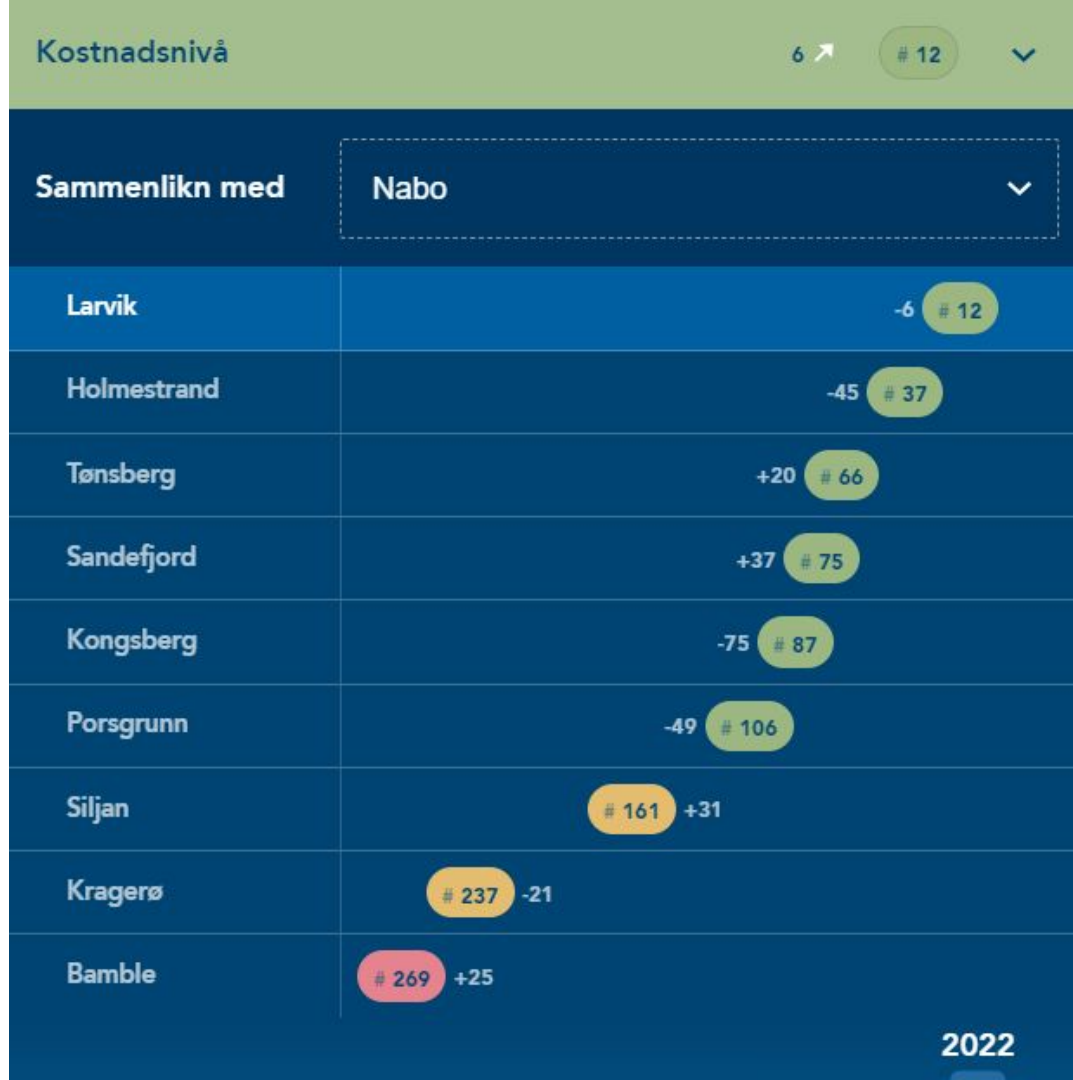 Kostnadsnivå 6 # 12
Sammenlikn med Nabo
Larvik -6 # 12
Holmestrand -45 # 37
Tønsberg +20 # 66
Sandefjord +37 # 75
Kongsberg -75 # 87
Porsgrunn -49 # 106
Siljan # 161 +31
Kragerø # 237 -21
Bamble # 269 +25
2022